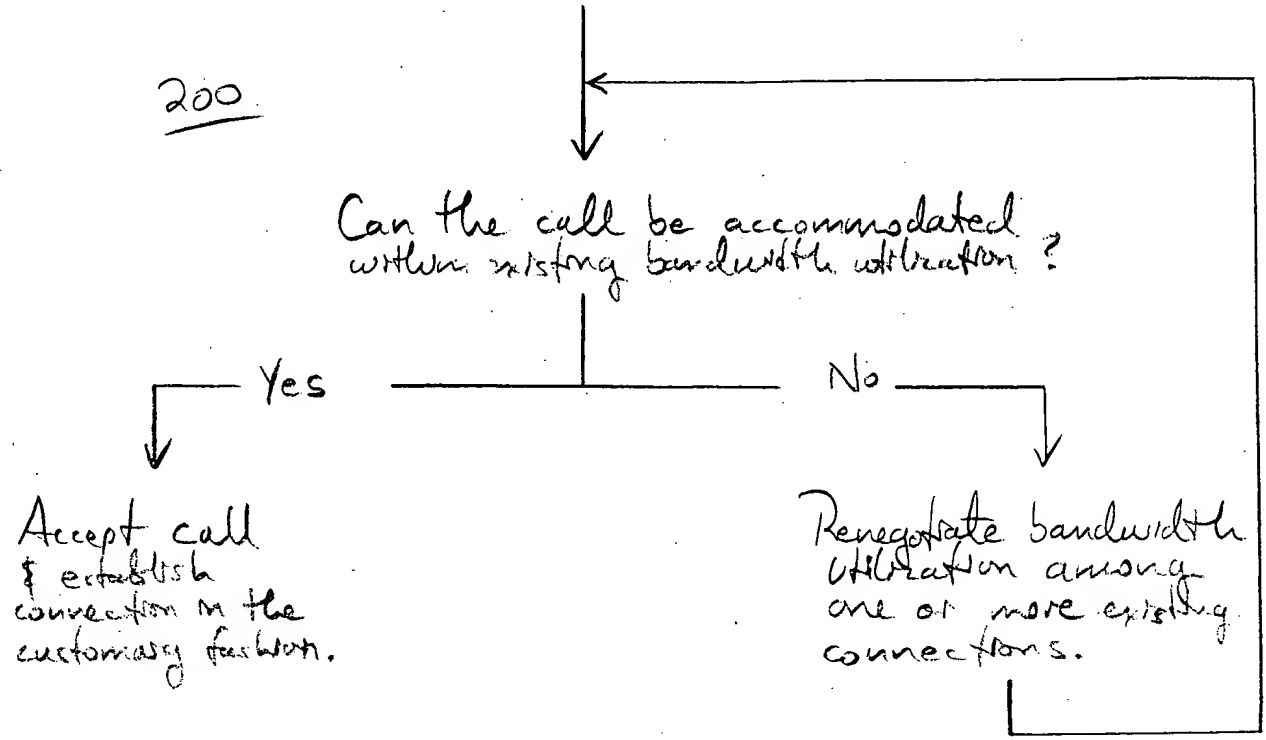 200
Can the call be accommodated
within existing bandwidth utilization?
Yes
No
Accept call
& establish
connection in the
customary fashion.
Renegotiate bandwidth
utilization among
one or more existing
connections.